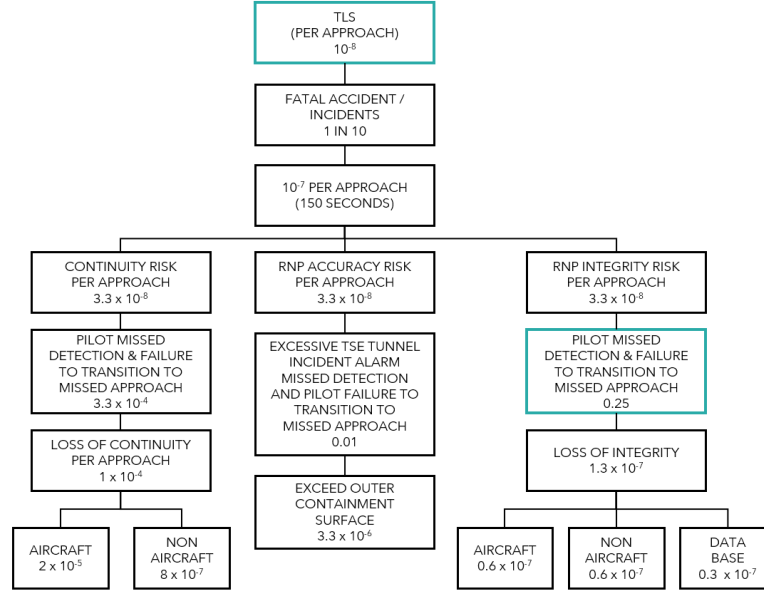 TLS
(PER APPROACH)
10⁻⁸
FATAL ACCIDENT /
INCIDENTS
1 IN 10
10⁻⁷ PER APPROACH
(150 SECONDS)
CONTINUITY RISK
PER APPROACH
3.3 x 10⁻⁸
RNP ACCURACY RISK
PER APPROACH
3.3 x 10⁻⁸
RNP INTEGRITY RISK
PER APPROACH
3.3 x 10⁻⁸
PILOT MISSED
DETECTION & FAILURE
TO TRANSITION TO
MISSED APPROACH
3.3 x 10⁻⁴
EXCESSIVE TSE TUNNEL
INCIDENT ALARM
MISSED DETECTION
AND PILOT FAILURE TO
TRANSITION TO
MISSED APPROACH
0.01
PILOT MISSED
DETECTION & FAILURE
TO TRANSITION TO
MISSED APPROACH
0.25
LOSS OF CONTINUITY
PER APPROACH
1 x 10⁻⁴
EXCEED OUTER
CONTAINMENT
SURFACE
3.3 x 10⁻⁶
LOSS OF INTEGRITY
1.3 x 10⁻⁷
AIRCRAFT
2 x 10⁻⁵
NON
AIRCRAFT
8 x 10⁻⁷
AIRCRAFT
0.6 x 10⁻⁷
NON
AIRCRAFT
0.6 x 10⁻⁷
DATA
BASE
0.3 x 10⁻⁷